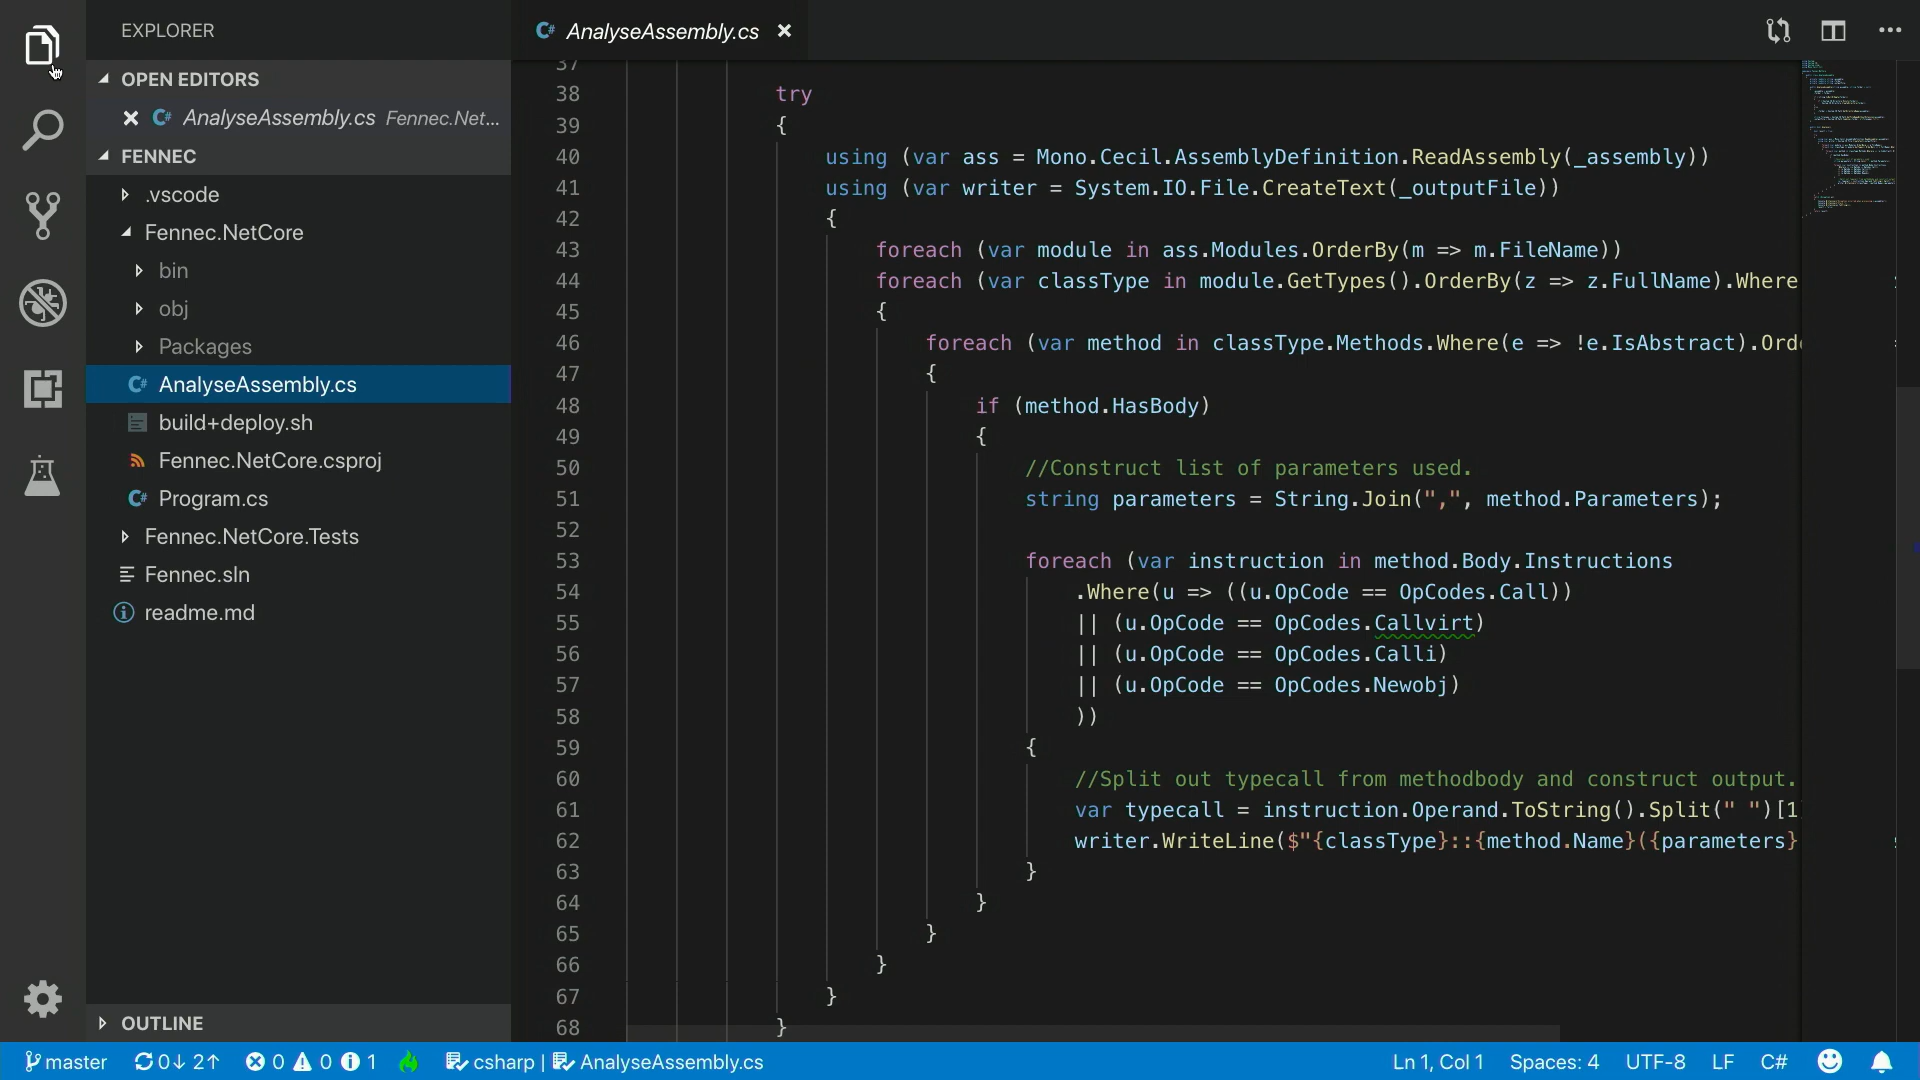 EXPLORER
OPEN EDITORS
AnalyseAssembly.cs Fennec.Net...
FENNEC
.vscode
Fennec.NetCore
bin
obj
Packages
AnalyseAssembly.cs
build+deploy.sh
Fennec.NetCore.csproj
Program.cs
Fennec.NetCore.Tests
Fennec.sln
readme.md
OUTLINE
AnalyseAssembly.cs
37
38 try
39 {
40 using (var ass = Mono.Cecil.AssemblyDefinition.ReadAssembly(_assembly))
41 using (var writer = System.IO.File.CreateText(_outputFile))
42 {
43 foreach (var module in ass.Modules.OrderBy(m => m.FileName))
44 foreach (var classType in module.GetTypes().OrderBy(z => z.FullName).Where
45 {
46 foreach (var method in classType.Methods.Where(e => !e.IsAbstract).Ord
47 {
48 if (method.HasBody)
49 {
50 //Construct list of parameters used.
51 string parameters = String.Join(",", method.Parameters);
52
53 foreach (var instruction in method.Body.Instructions
54 .Where(u => ((u.OpCode == OpCodes.Call))
55 || (u.OpCode == OpCodes.Callvirt)
56 || (u.OpCode == OpCodes.Calli)
57 || (u.OpCode == OpCodes.Newobj)
58 ))
59 {
60 //Split out typecall from methodbody and construct output.
61 var typecall = instruction.Operand.ToString().Split(" ")[1
62 writer.WriteLine($"{classType}::{method.Name}({parameters}
63 }
64 }
65 }
66 }
67 }
68 }
master 0↓ 2↑ 0 0 1 csharp | AnalyseAssembly.cs Ln 1, Col 1 Spaces: 4 UTF-8 LF C#